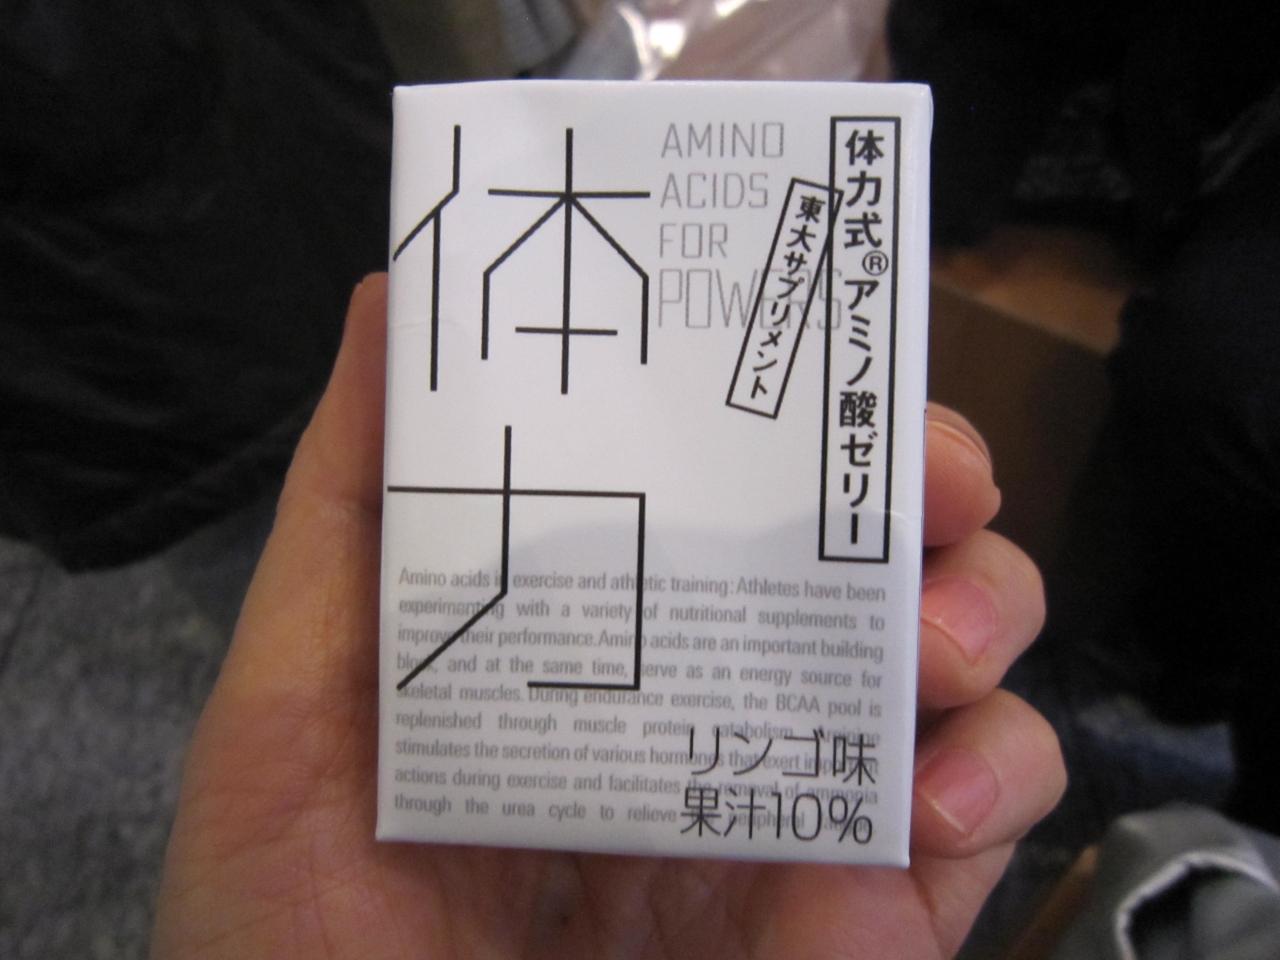 体力
AMINO
ACIDS
FOR
POWERS
東大サプリメント
体力式®アミノ酸ゼリー
Amino acids in exercise and athletic training: Athletes have been
experimenting with a variety of nutritional supplements to
improve their performance. Amino acids are an important building
block, and at the same time, serve as an energy source for
skeletal muscles. During endurance exercise, the BCAA pool is
replenished through muscle protein catabolism. Arginine
stimulates the secretion of various hormones that exert important
actions during exercise and facilitates the removal of ammonia
through the urea cycle to relieve peripheral
リンゴ味
果汁10%